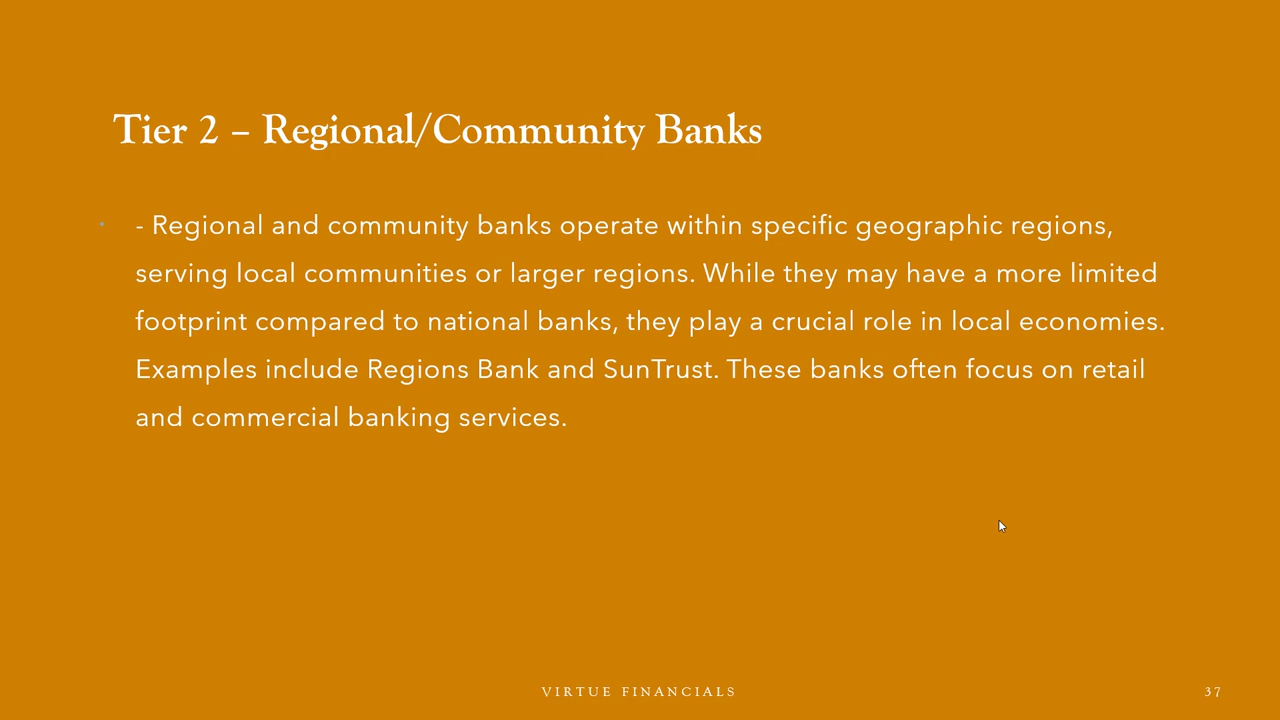 Tier 2 – Regional/Community Banks
- Regional and community banks operate within specific geographic regions,
serving local communities or larger regions. While they may have a more limited
footprint compared to national banks, they play a crucial role in local economies.
Examples include Regions Bank and SunTrust. These banks often focus on retail
and commercial banking services.
VIRTUE FINANCIALS
37